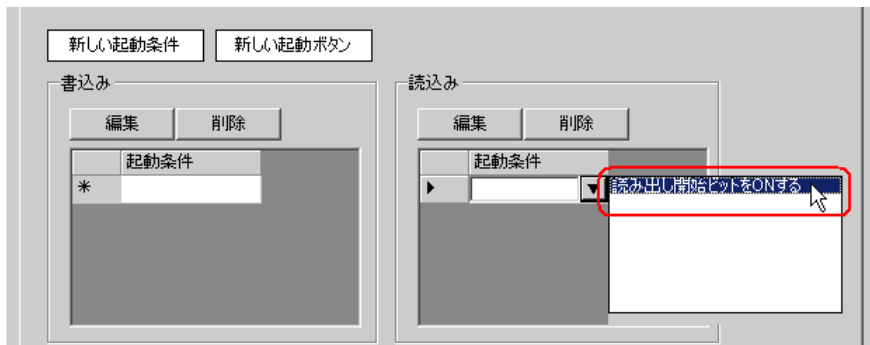 新しい起動条件 新しい起動ボタン
書込み 読込み
編集 削除 編集 削除
起動条件 起動条件
* 読み出し開始ビットをONする